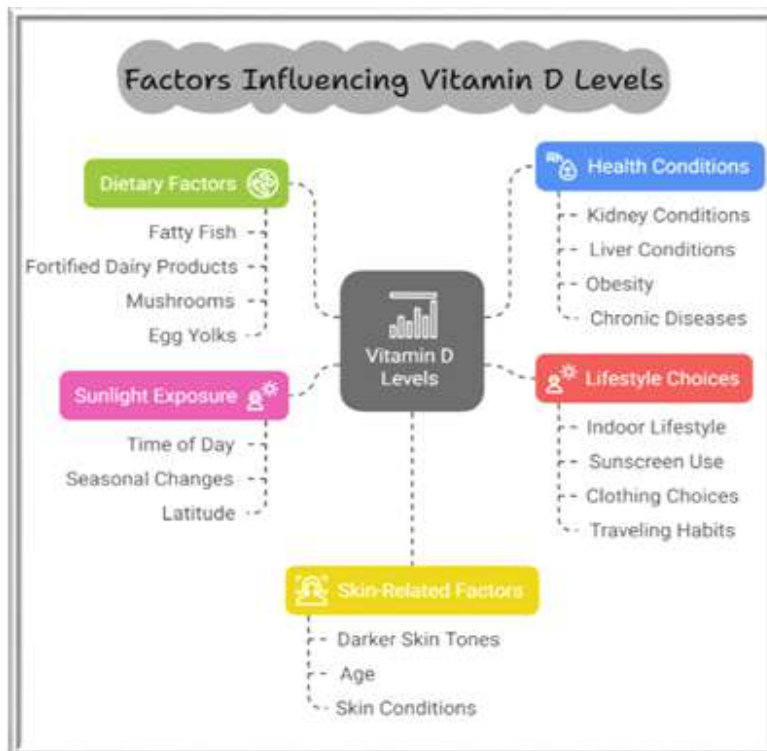 Factors Influencing Vitamin D Levels
Dietary Factors
Fatty Fish
Fortified Dairy Products
Mushrooms
Egg Yolks
Rh
Health Conditions
Kidney Conditions
Liver Conditions
Obesity
Chronic Diseases
Vitamin D
Levels
Sunlight Exposure
Time of Day
Seasonal Changes
Latitude
Lifestyle Choices
Indoor Lifestyle
Sunscreen Use
Clothing Choices
Traveling Habits
Skin-Related Factors
Darker Skin Tones
Age
Skin Conditions